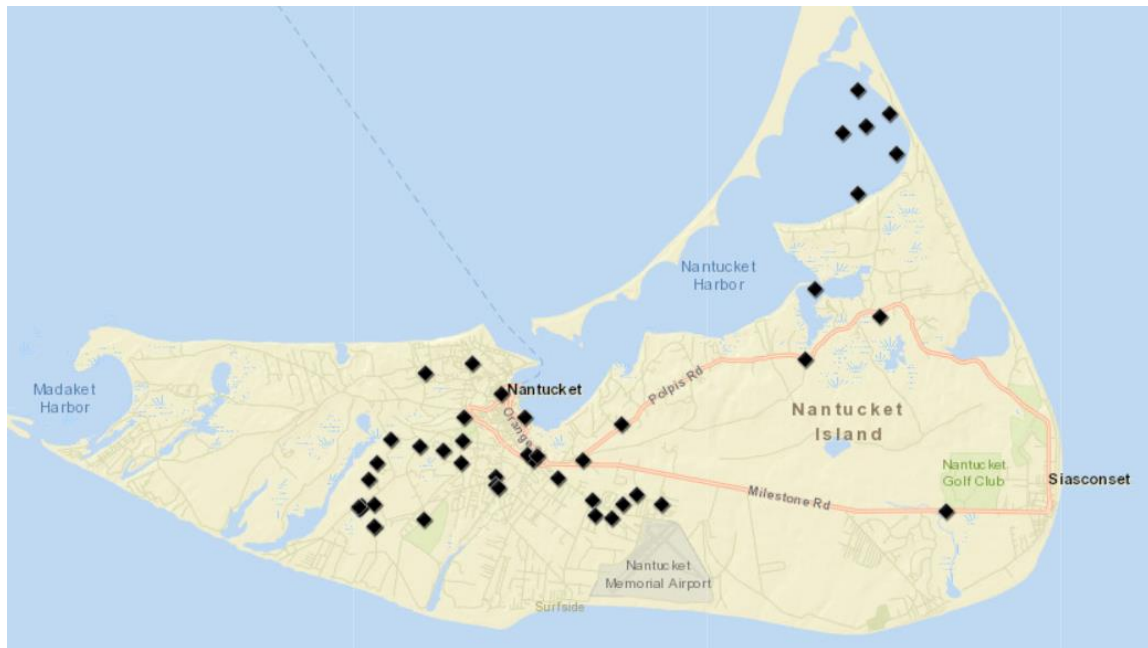 Nantucket
Harbor
Madaket
Harbor
Nantucket
Polpis Rd
Orange
Nantucket
Island
Nantucket
Golf Club
Siasconset
Milestone Rd
Nantucket
Memorial Airport
Surfside